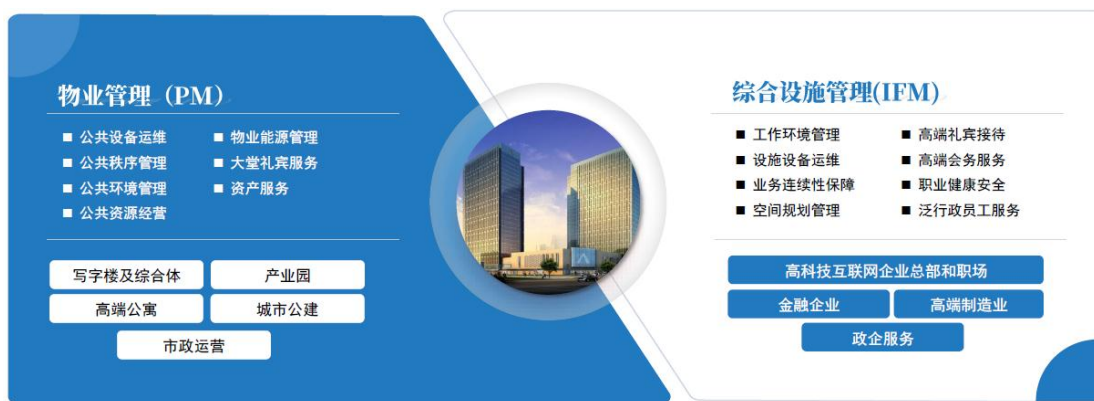 物业管理（PM）
■ 公共设备运维
■ 公共秩序管理
■ 公共环境管理
■ 公共资源经营
■ 物业能源管理
■ 大堂礼宾服务
■ 资产服务
写字楼及综合体
产业园
高端公寓
城市公建
市政运营
综合设施管理(IFM)
■ 工作环境管理
■ 设施设备运维
■ 业务连续性保障
■ 空间规划管理
■ 高端礼宾接待
■ 高端会务服务
■ 职业健康安全
■ 泛行政员工服务
高科技互联网企业总部和职场
金融企业
高端制造业
政企服务